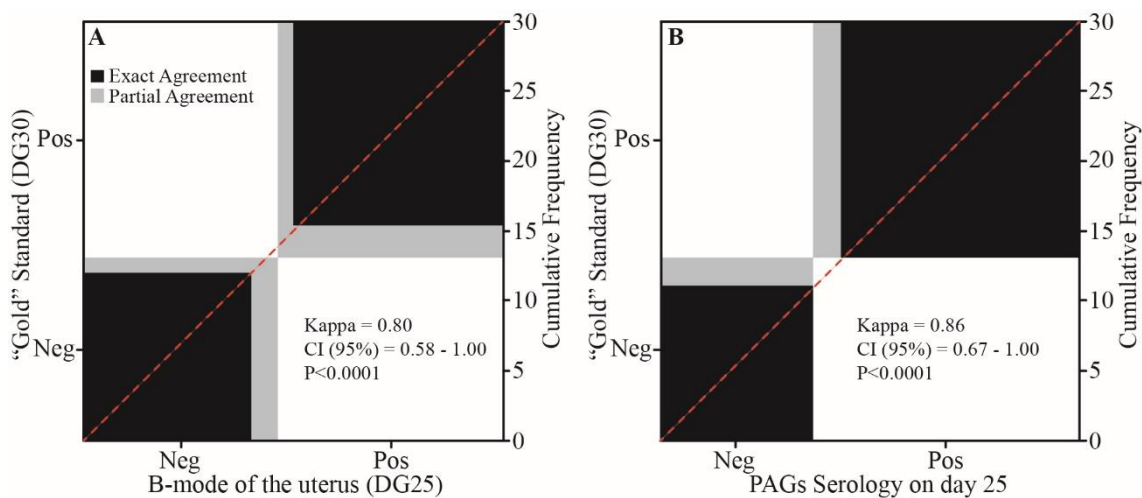 A
Exact Agreement
Partial Agreement
"Gold" Standard (DG30)
Pos
Neg
Kappa = 0.80
CI (95%) = 0.58 - 1.00
P<0.0001
30
25
20
15
10
5
0
Cumulative Frequuency
Neg
Pos
B-mode of the uterus (DG25)
B
"Gold" Standard (DG30)
Pos
Neg
Kappa = 0.86
CI (95%) = 0.67 - 1.00
P<0.0001
30
25
20
15
10
5
0
Cumulative Frequency
Neg
Pos
PAGs Serology on day 25